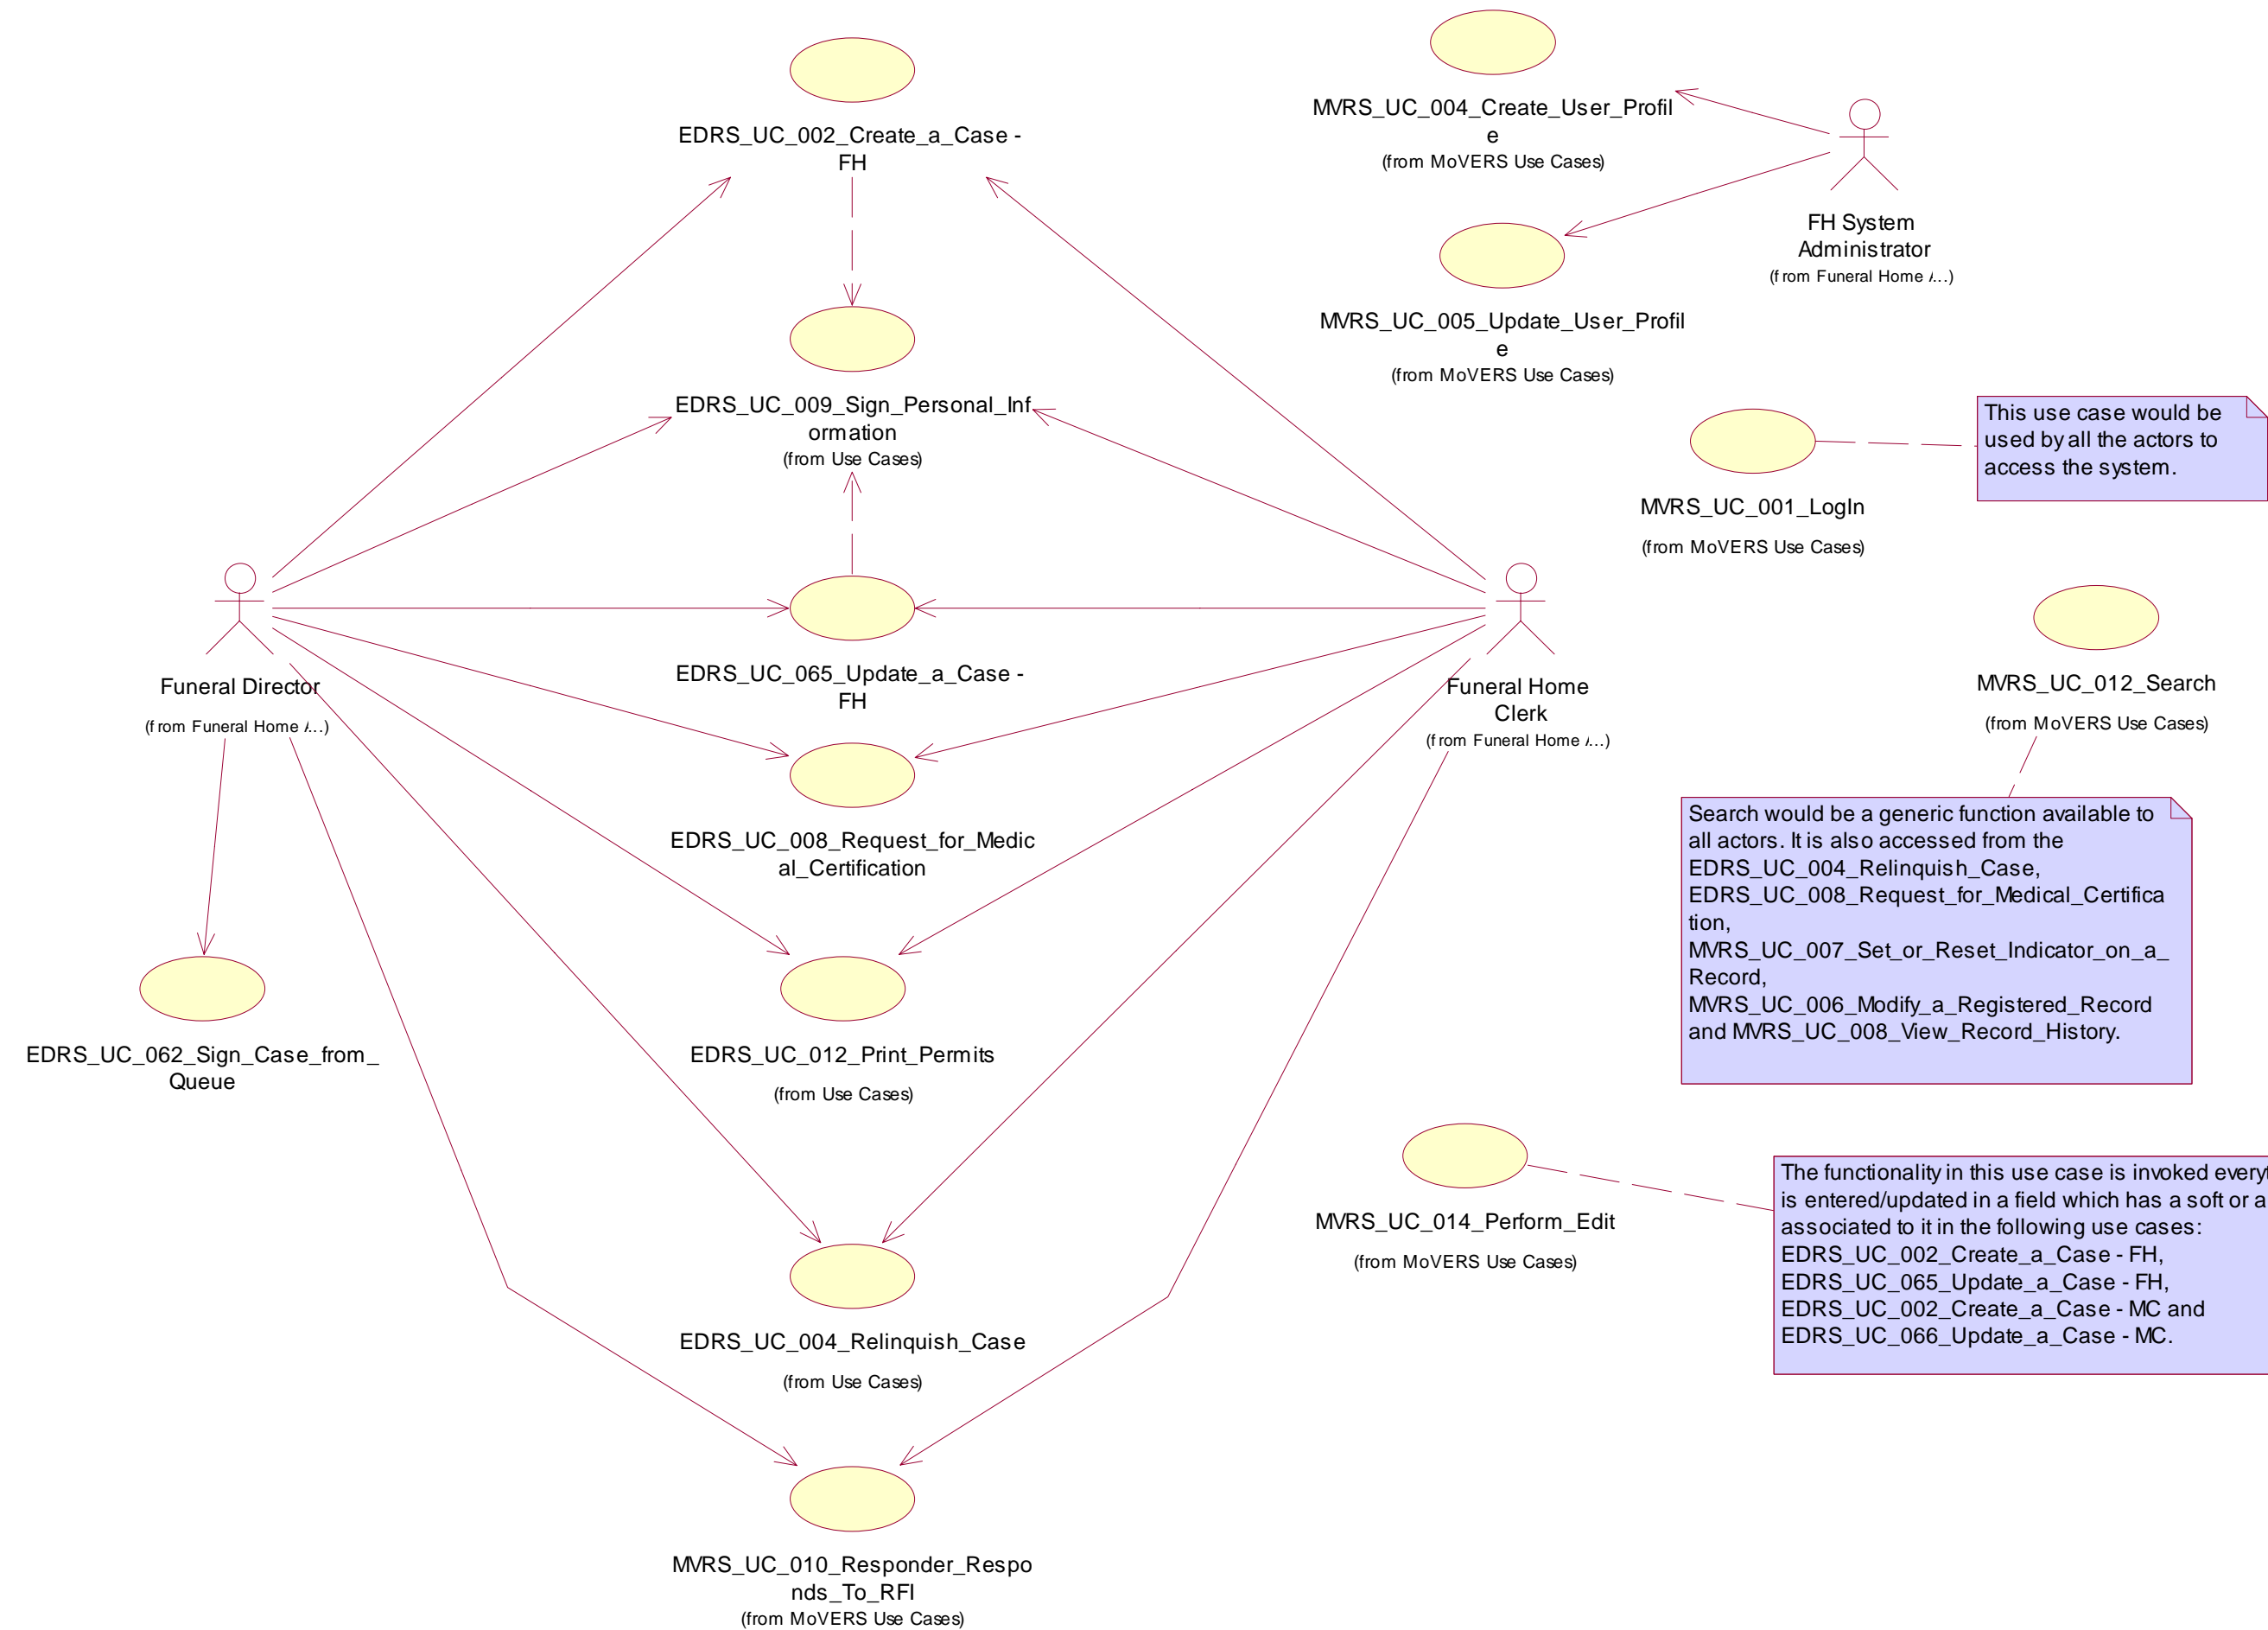 EDRS_UC_002_Create_a_Case -
FH
MVRS_UC_004_Create_User_Profil
e
(from MoVERS Use Cases)
FH System
Administrator
(from Funeral Home A...)
MVRS_UC_005_Update_User_Profil
e
(from MoVERS Use Cases)
EDRS_UC_009_Sign_Personal_Inf
ormation
(from Use Cases)
This use case would be
used by all the actors to
access the system.
MVRS_UC_001_LogIn
(from MoVERS Use Cases)
Funeral Director
(from Funeral Home A...)
EDRS_UC_065_Update_a_Case -
FH
Funeral Home
Clerk
(from Funeral Home A...)
MVRS_UC_012_Search
(from MoVERS Use Cases)
EDRS_UC_008_Request_for_Medic
al_Certification
Search would be a generic function available to
all actors. It is also accessed from the
EDRS_UC_004_Relinquish_Case,
EDRS_UC_008_Request_for_Medical_Certifica
tion,
MVRS_UC_007_Set_or_Reset_Indicator_on_a_
Record,
MVRS_UC_006_Modify_a_Registered_Record
and MVRS_UC_008_View_Record_History.
EDRS_UC_062_Sign_Case_from_
Queue
EDRS_UC_012_Print_Permits
(from Use Cases)
MVRS_UC_014_Perform_Edit
(from MoVERS Use Cases)
The functionality in this use case is invoked
is entered/updated in a field which has a soft or a
associated to it in the following use cases:
EDRS_UC_002_Create_a_Case - FH,
EDRS_UC_065_Update_a_Case - FH,
EDRS_UC_002_Create_a_Case - MC and
EDRS_UC_066_Update_a_Case - MC.
EDRS_UC_004_Relinquish_Case
(from Use Cases)
MVRS_UC_010_Responder_Respo
nds_To_RFI
(from MoVERS Use Cases)